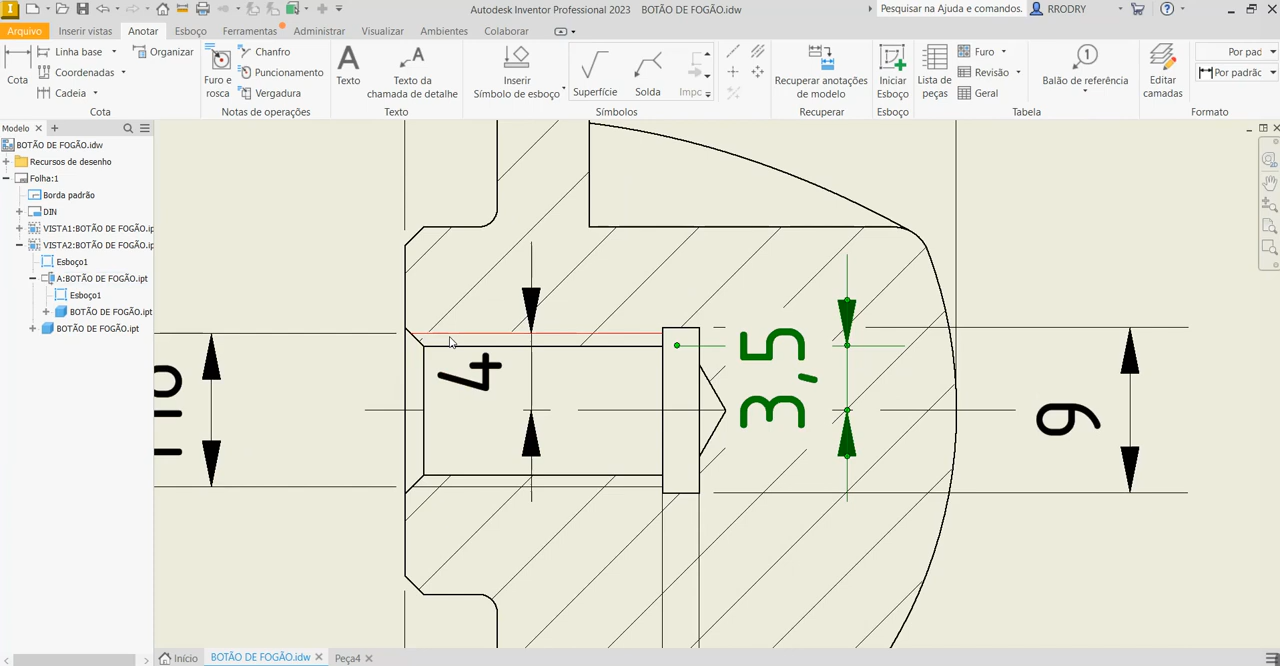 Autodesk Inventor Professional 2023 BOTÃO DE FOGÃO.idw
Pesquisar na Ajuda e comandos.
RRODRY
Arquivo
Inserir vistas
Anotar
Esboço
Ferramentas
Administrar
Visualizar
Ambientes
Colaborar
Cota
Linha base
Organizar
Coordenadas
Cadeia
Cota
Furo e rosca
Chanfro
Puncionamento
Vergadura
Notas de operações
Texto
Texto da chamada de detalhe
Texto
Inserir Símbolo de esboço
Superfície
Solda
Impc
Símbolos
Recuperar anotações de modelo
Recuperar
Iniciar Esboço
Esboço
Lista de peças
Furo
Revisão
Geral
Balão de referência
Tabela
Editar camadas
Por pad
Por padrãc
Formato
Modelo
BOTÃO DE FOGÃO.idw
Recursos de desenho
Folha:1
Borda padrão
DIN
VISTA1:BOTÃO DE FOGÃO.ip
VISTA2:BOTÃO DE FOGÃO.ip
Esboço1
A:BOTÃO DE FOGÃO.ipt
Esboço1
BOTÃO DE FOGÃO.ipt
BOTÃO DE FOGÃO.ipt
4
3,5
9
Início
BOTÃO DE FOGÃO.idw
Peça4